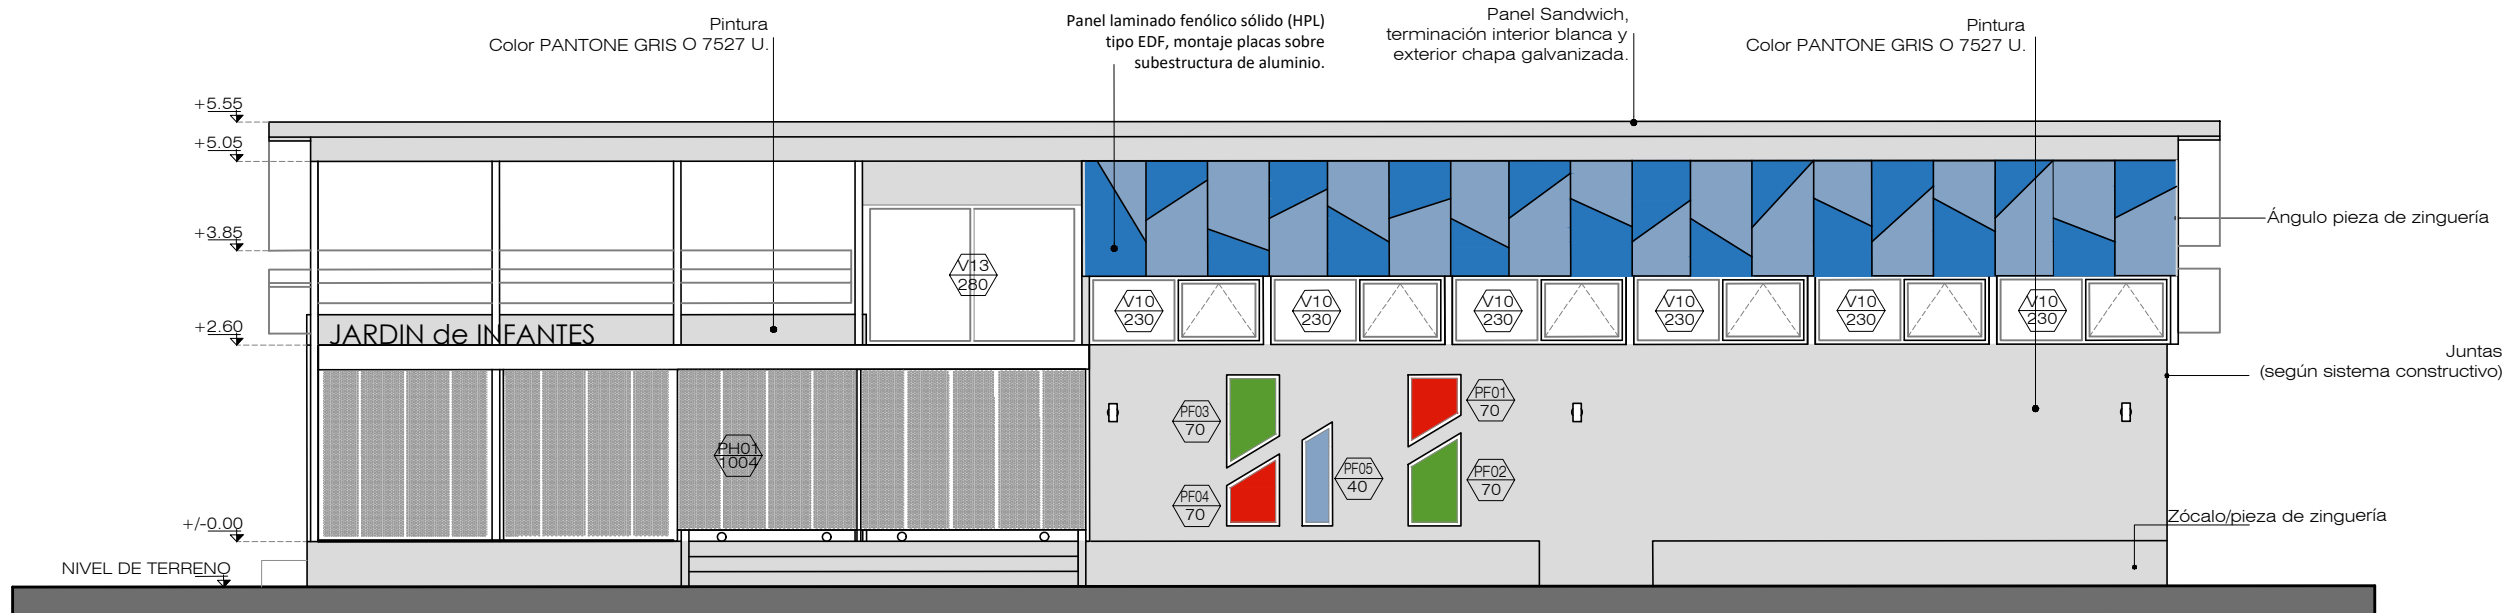 Pintura
Color PANTONE GRIS O 7527 U.
Panel laminado fenólico sólido (HPL)
tipo EDF, montaje placas sobre
subestructura de aluminio.
Panel Sandwich,
terminación interior blanca y
exterior chapa galvanizada.
Pintura
Color PANTONE GRIS O 7527 U.
+5.55
+5.05
+3.85
+2.60
+/-0.00
NIVEL DE TERRENO
JARDIN de INFANTES
V13
280
V10
230
V10
230
V10
230
V10
230
V10
230
V10
230
Ángulo pieza de zinguería
Juntas
(según sistema constructivo)
PH01
1004
PF03
70
PF04
70
PF05
40
PF01
70
PF02
70
Zócalo/pieza de zinguería